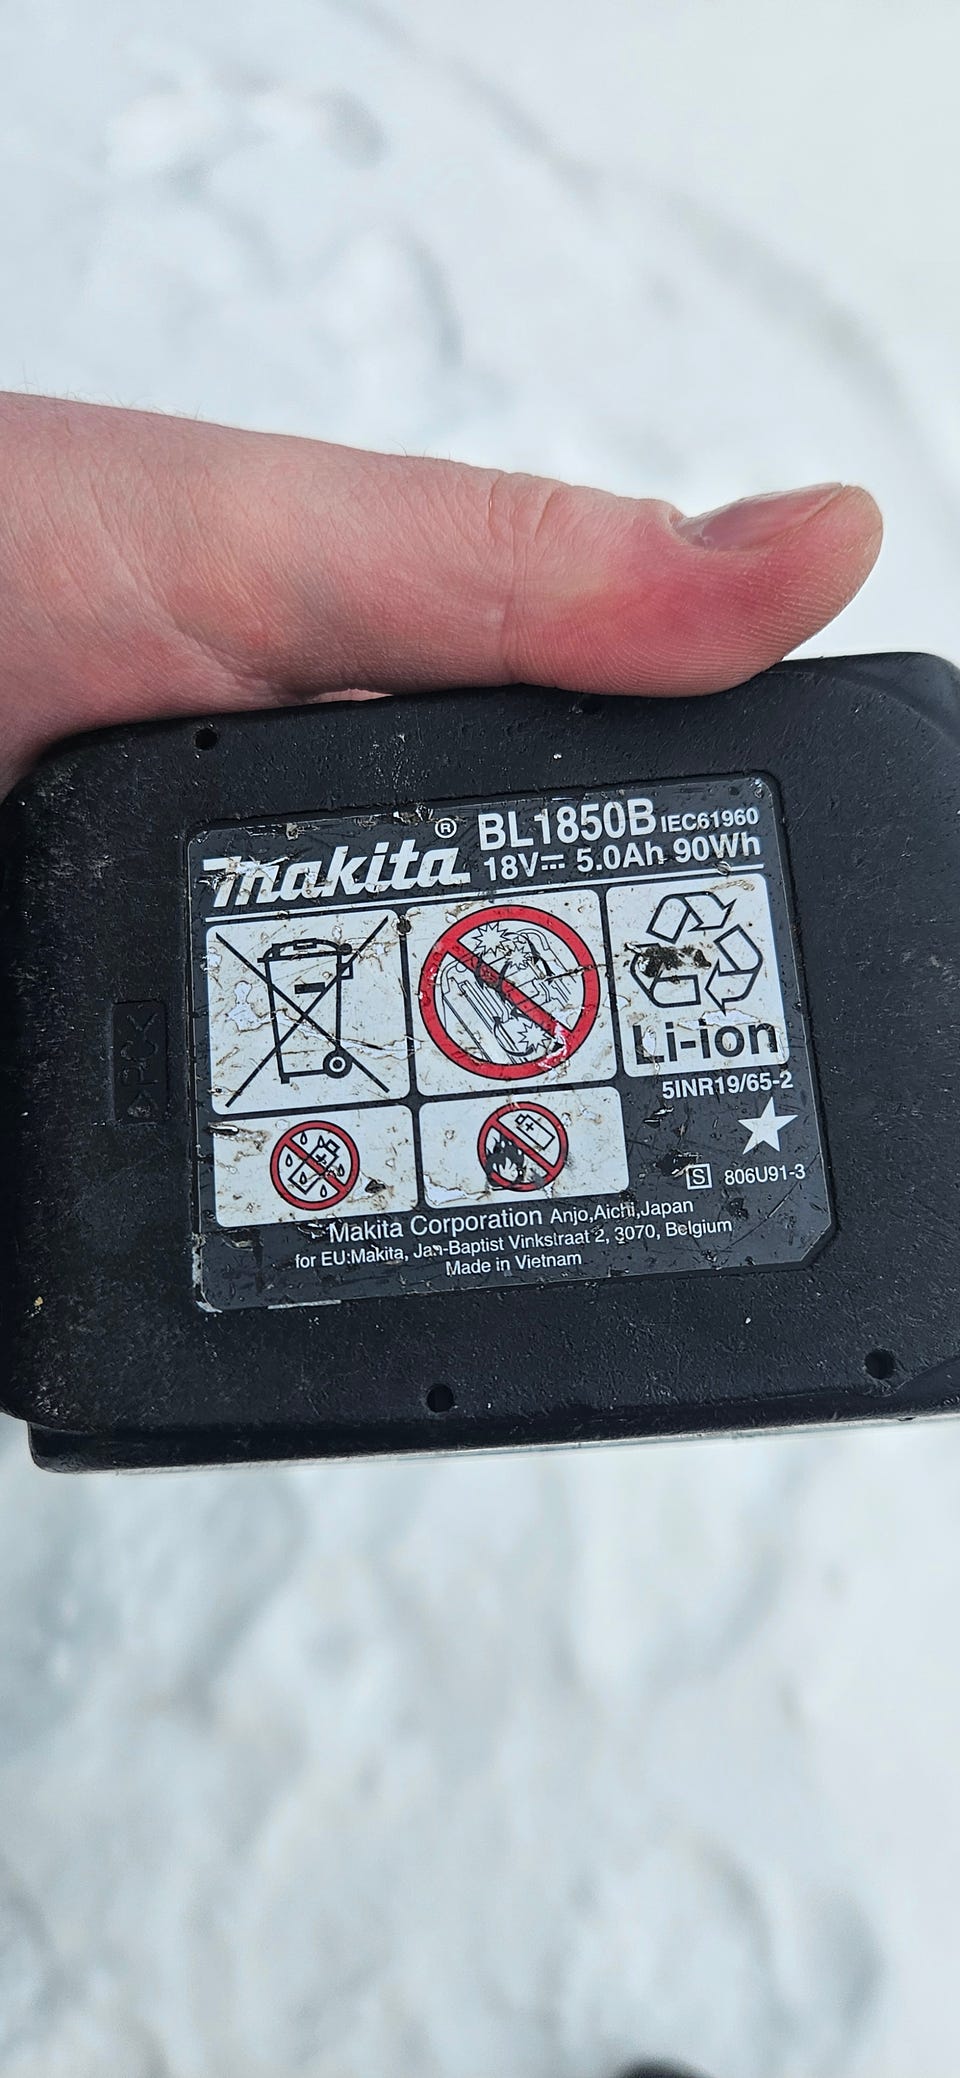 makita® BL1850B IEC61960
18V⎓ 5.0Ah 90Wh
Li-ion
5INR19/65-2
S 806U91-3
Makita Corporation Anjo,Aichi,Japan
for EU:Makita, Jan-Baptist Vinkstraat 2, 3070, Belgium
Made in Vietnam
>PC<